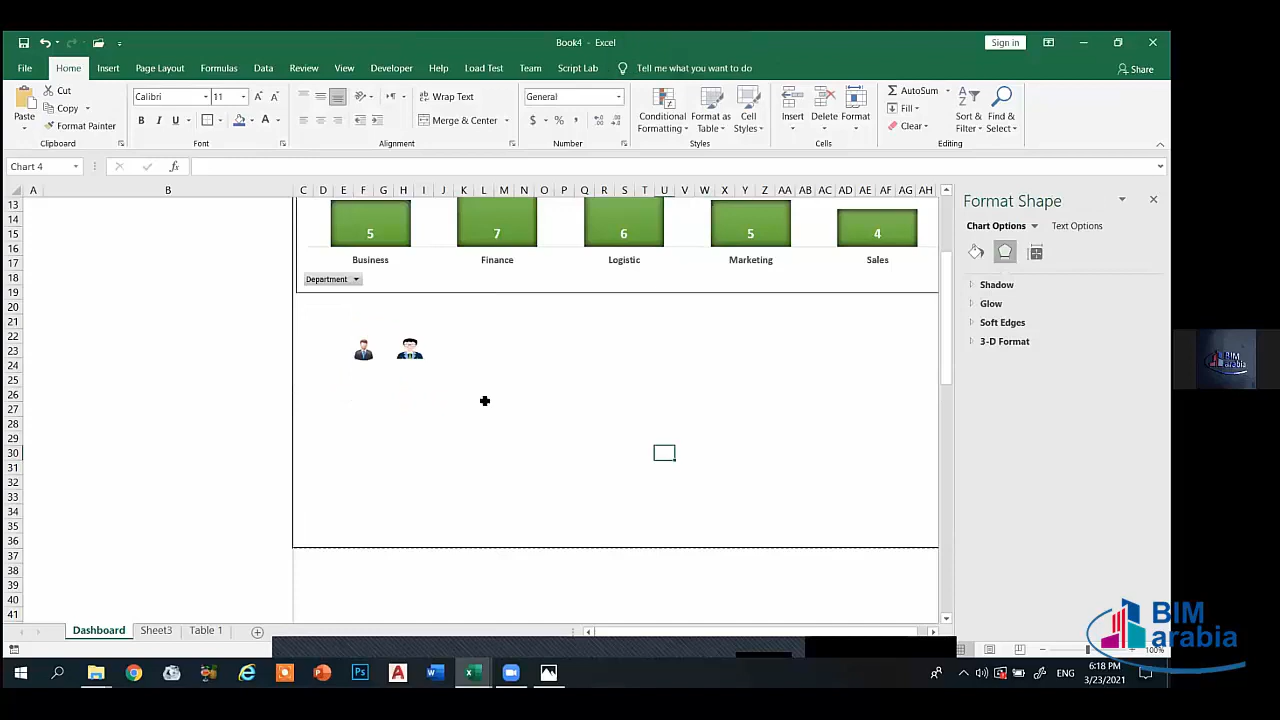 Book4 - Excel
Sign in
File Home Insert Page Layout Formulas Data Review View Developer Help Load Test Team Script Lab Tell me what you want to do
Share
Paste
Cut
Copy
Format Painter
Clipboard
Calibri 11
B I U
Font
Wrap Text
Merge & Center
Alignment
General
$ % ,
Number
Conditional Formatting
Format as Table
Cell Styles
Styles
Insert
Delete
Format
Cells
AutoSum
Fill
Clear
Sort & Filter
Find & Select
Editing
Chart 4
fx
A B C D E F G H I J K L M N O P Q R S T U V W X Y Z AA AB AC AD AE AF AG AH
13
14
15
16
17
18
19
20
21
22
23
24
25
26
27
28
29
30
31
32
33
34
35
36
37
38
39
40
41
5 7 6 5 4
Business Finance Logistic Marketing Sales
Department
Format Shape
Chart Options Text Options
Shadow
Glow
Soft Edges
3-D Format
BIM
arabia
Dashboard Sheet3 Table 1
100%
BIM
arabia
ENG
6:18 PM
3/23/2021